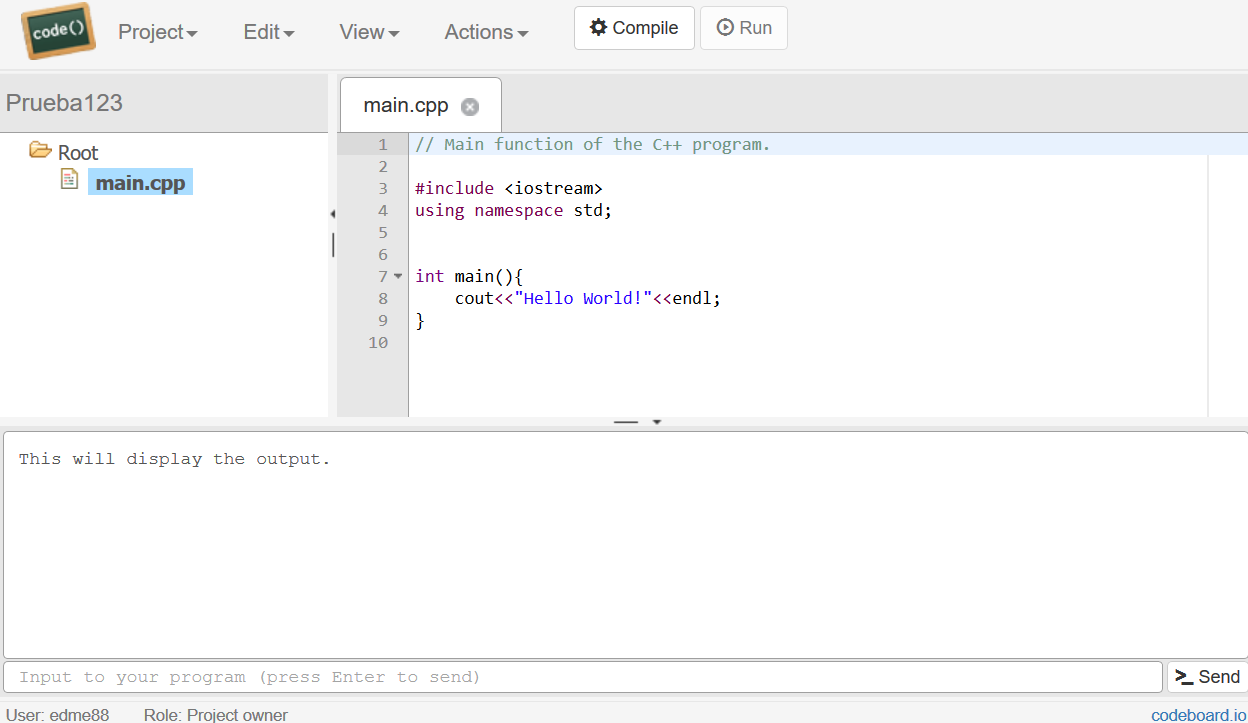 code()
Project Edit View Actions Compile Run
Prueba123
main.cpp
Root
main.cpp
1 // Main function of the C++ program.
2
3 #include <iostream>
4 using namespace std;
5
6
7 int main(){
8     cout<<"Hello World!"<<endl;
9 }
10
This will display the output.
Input to your program (press Enter to send)
Send
User: edme88 Role: Project owner
codeboard.io